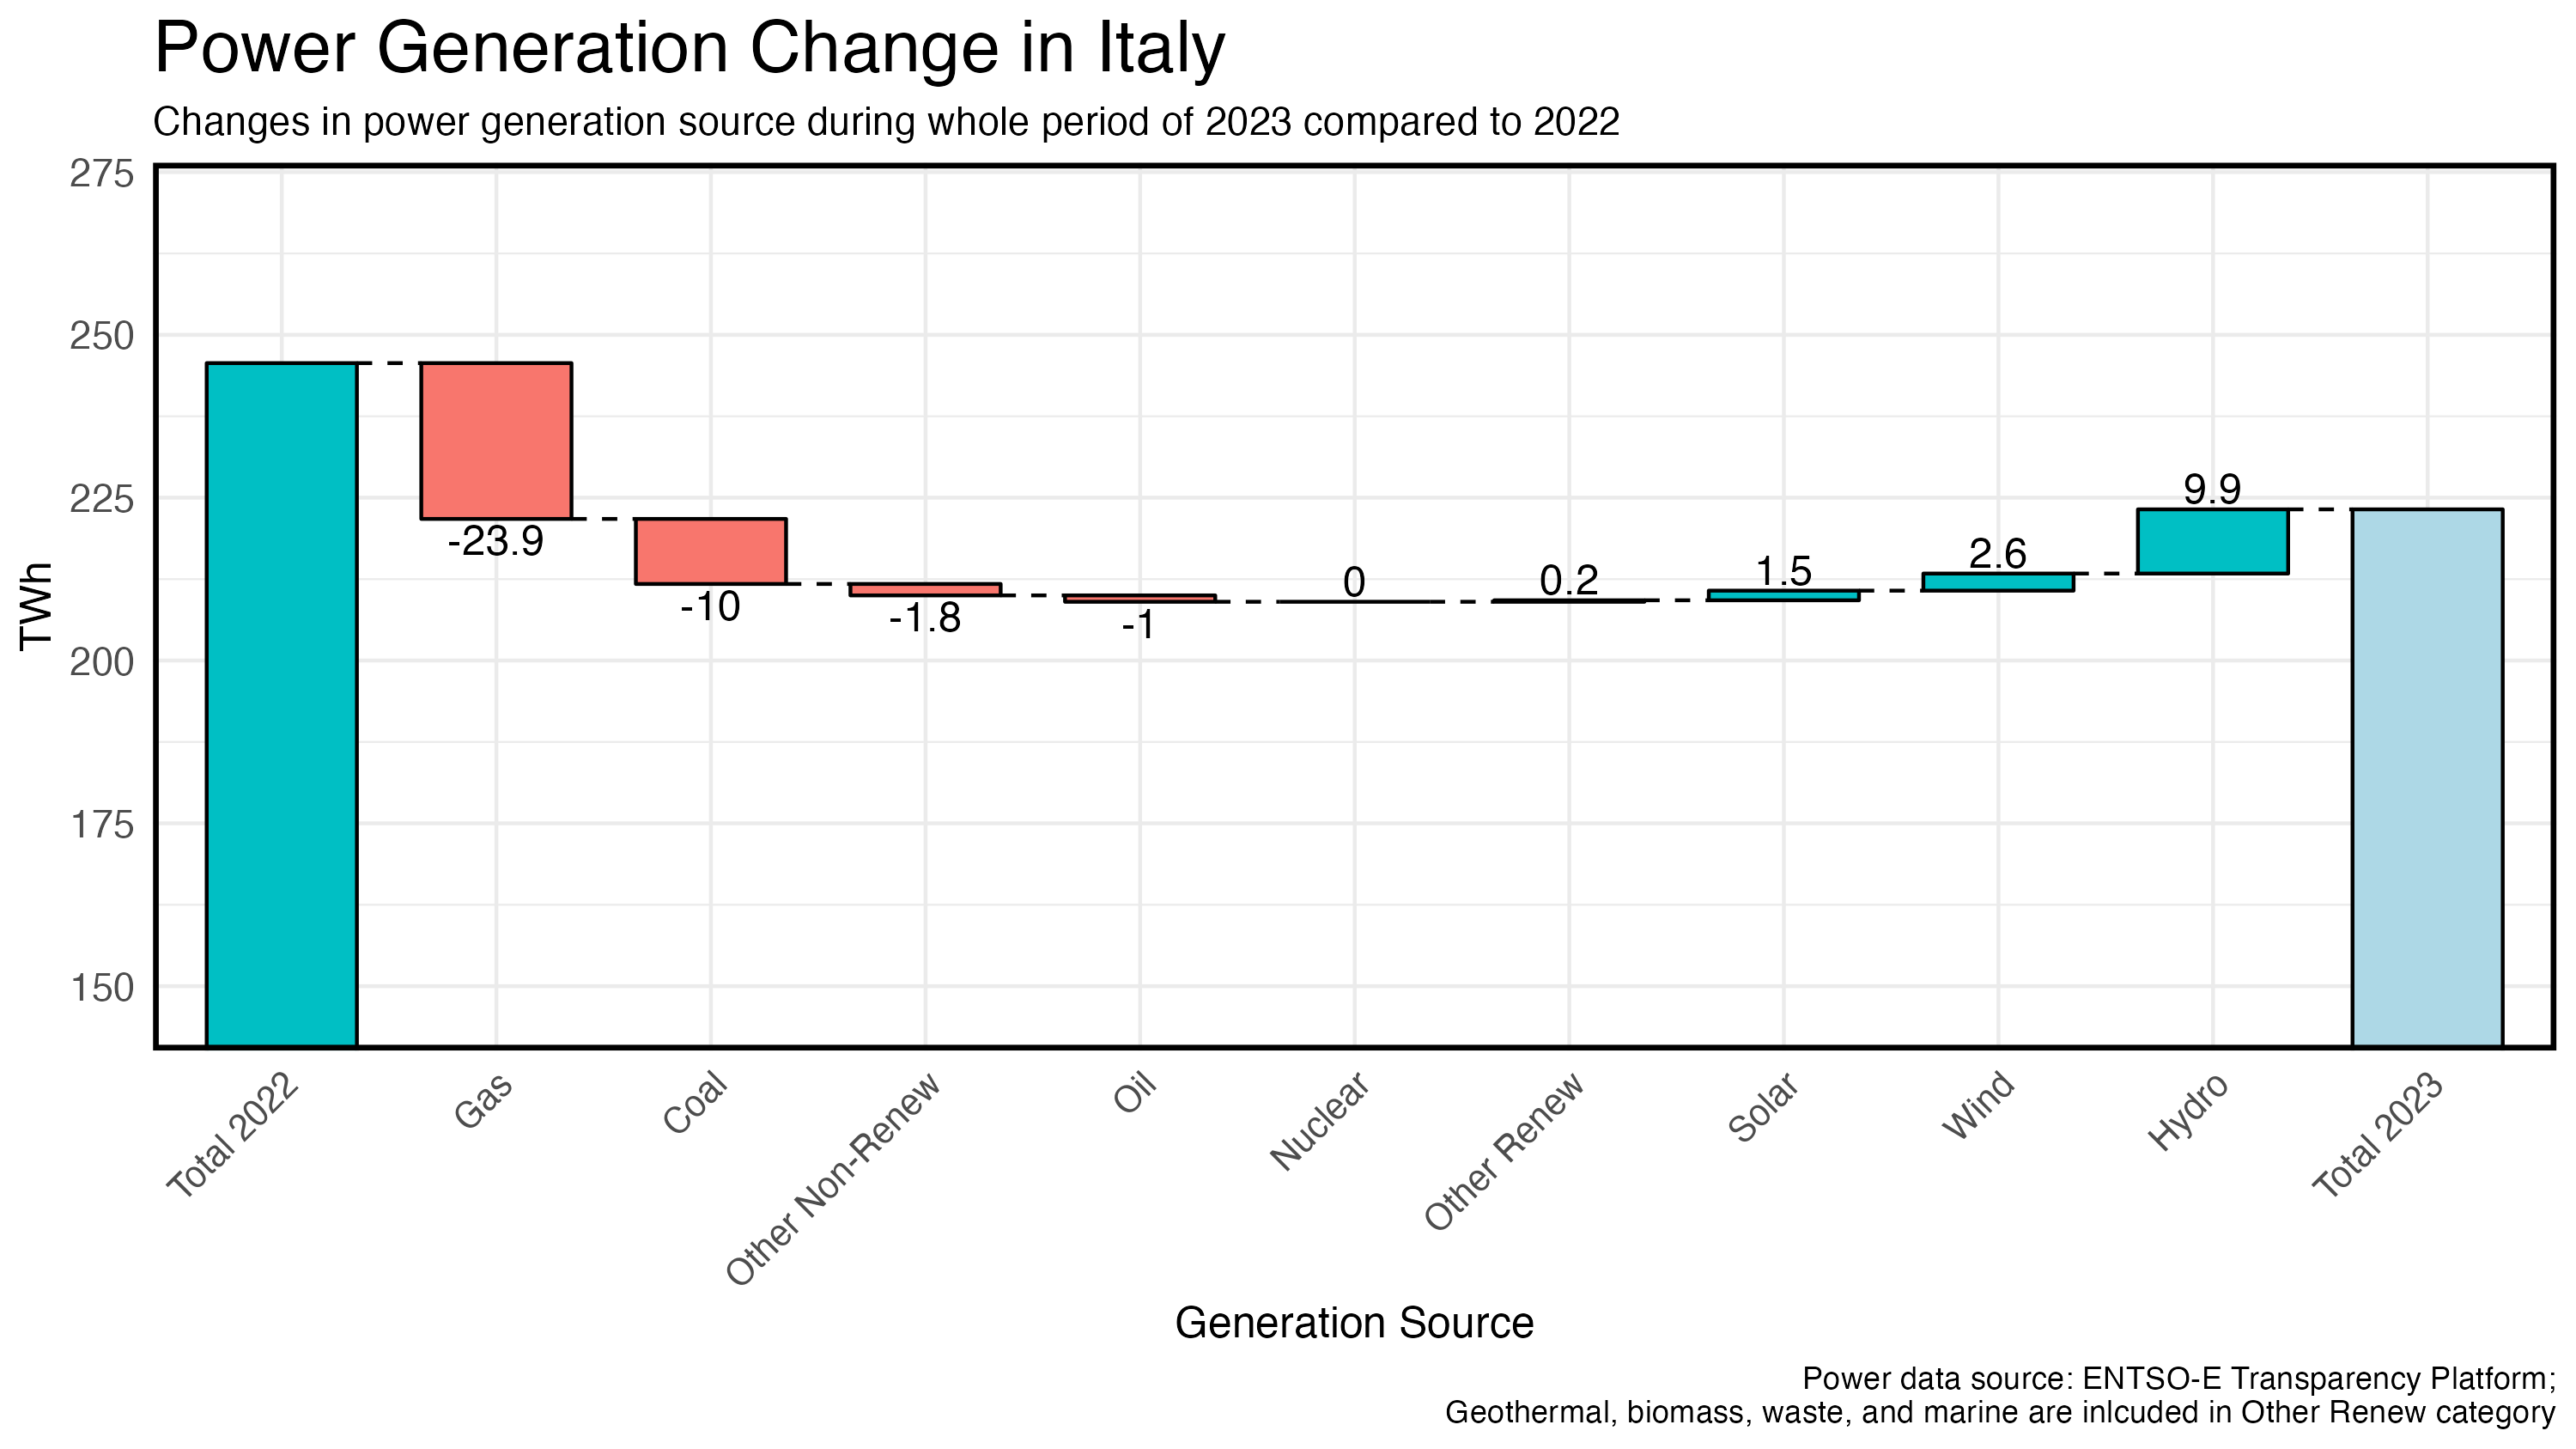 Power Generation Change in Italy
Changes in power generation source during whole period of 2023 compared to 2022
275
250
225
200
175
150
TWh
-23.9
-10
-1.8
-1
0
0.2
1.5
2.6
9.9
Total 2022
Gas
Coal
Other Non-Renew
Oil
Nuclear
Other Renew
Solar
Wind
Hydro
Total 2023
Generation Source
Power data source: ENTSO-E Transparency Platform;
Geothermal, biomass, waste, and marine are inlcuded in Other Renew category